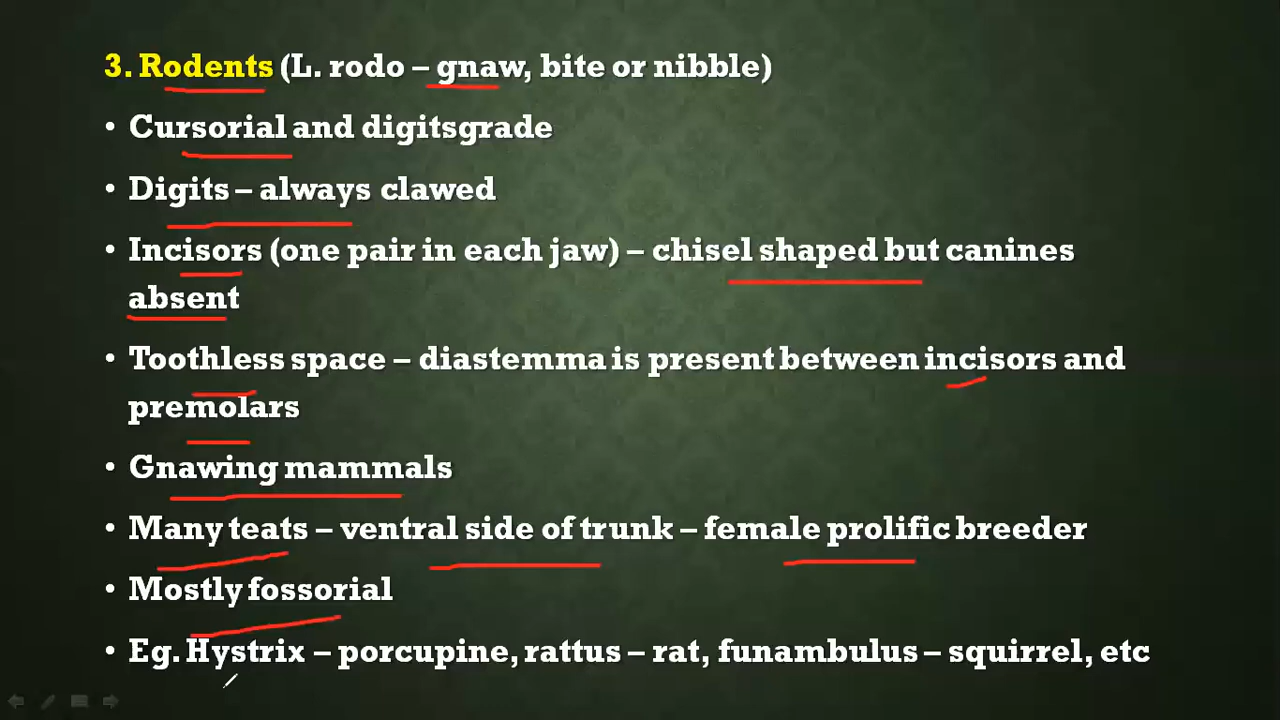 3. Rodents (L. rodo – gnaw, bite or nibble)
• Cursorial and digitsgrade
• Digits – always clawed
• Incisors (one pair in each jaw) – chisel shaped but canines
absent
• Toothless space – diastemma is present between incisors and
premolars
• Gnawing mammals
• Many teats – ventral side of trunk – female prolific breeder
• Mostly fossorial
• Eg. Hystrix – porcupine, rattus – rat, funambulus – squirrel, etc